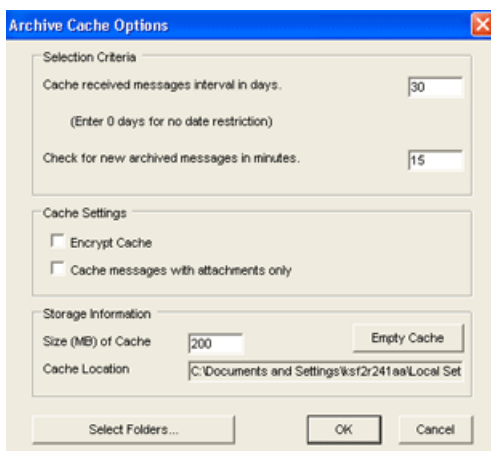 Archive Cache Options
Selection Criteria
Cache received messages interval in days. 30
(Enter 0 days for no date restriction)
Check for new archived messages in minutes. 15
Cache Settings
Encrypt Cache
Cache messages with attachments only
Storage Information
Size (MB) of Cache 200 Empty Cache
Cache Location C:\Documents and Settings\ksf2r241aa\Local Set
Select Folders... OK Cancel